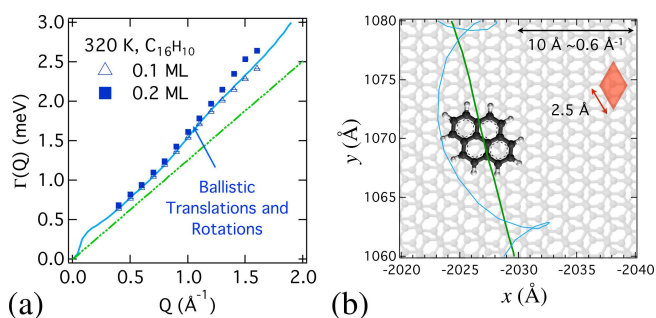 3.0
2.5
2.0
1.5
1.0
0.5
0.0
Γ(Q) (meV)
320 K, C₁₆H₁₀
0.1 ML
0.2 ML
Ballistic
Translations and
Rotations
0.0 0.5 1.0 1.5 2.0
Q (Å⁻¹)
(a)
1080
1075
1070
1065
1060
y (Å)
10 Å ~0.6 Å⁻¹
2.5 Å
-2020 -2025 -2030 -2035 -2040
x (Å)
(b)